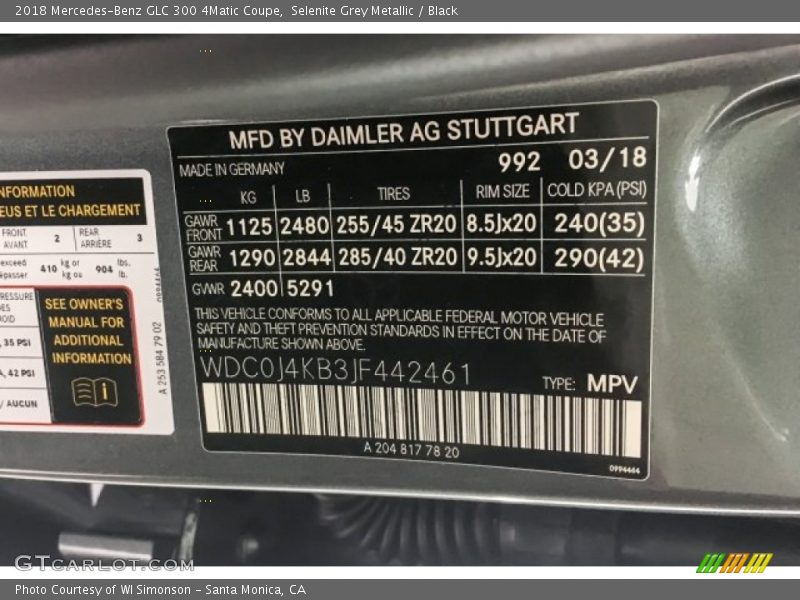 2018 Mercedes-Benz GLC 300 4Matic Coupe, Selenite Grey Metallic / Black
MFD BY DAIMLER AG STUTTGART
MADE IN GERMANY 992 03/18
KG LB TIRES RIM SIZE COLD KPA (PSI)
GAWR FRONT 1125 2480 255/45 ZR20 8.5Jx20 240(35)
GAWR REAR 1290 2844 285/40 ZR20 9.5Jx20 290(42)
GVWR 2400 5291
THIS VEHICLE CONFORMS TO ALL APPLICABLE FEDERAL MOTOR VEHICLE
SAFETY AND THEFT PREVENTION STANDARDS IN EFFECT ON THE DATE OF
MANUFACTURE SHOWN ABOVE.
WDC0J4KB3JF442461
TYPE: MPV
A 204 817 78 20
0994464
NFORMATION
EUS ET LE CHARGEMENT
FRONT AVANT 2 REAR ARRIÈRE 3
410 kg or kg ou 904 lbs. lb.
0994464
35 PSI
42 PSI
/ AUCUN
SEE OWNER'S
MANUAL FOR
ADDITIONAL
INFORMATION
A 253 584 79 02
GTCARLOT.COM
Photo Courtesy of WI Simonson - Santa Monica, CA